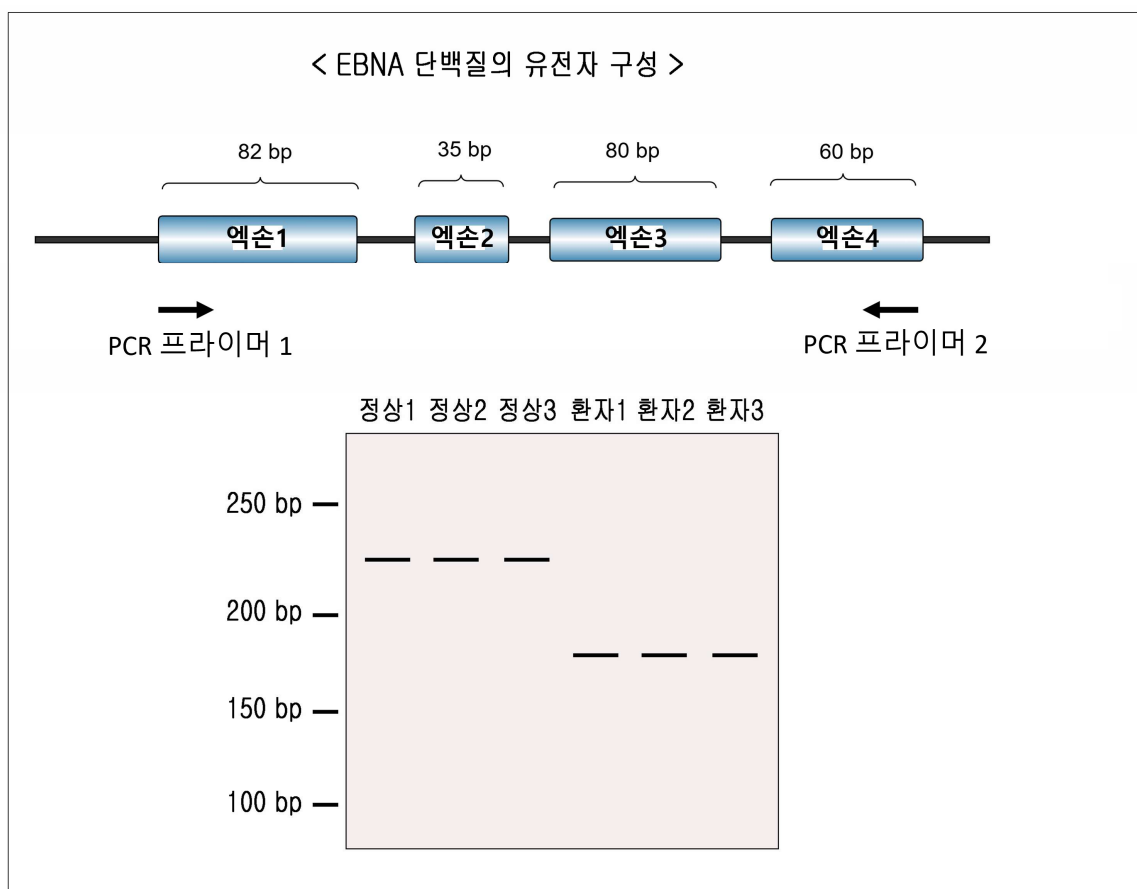 < EBNA 단백질의 유전자 구성 >
82 bp 35 bp 80 bp 60 bp
엑손1 엑손2 엑손3 엑손4
PCR 프라이머 1 PCR 프라이머 2
정상1 정상2 정상3 환자1 환자2 환자3
250 bp
200 bp
150 bp
100 bp